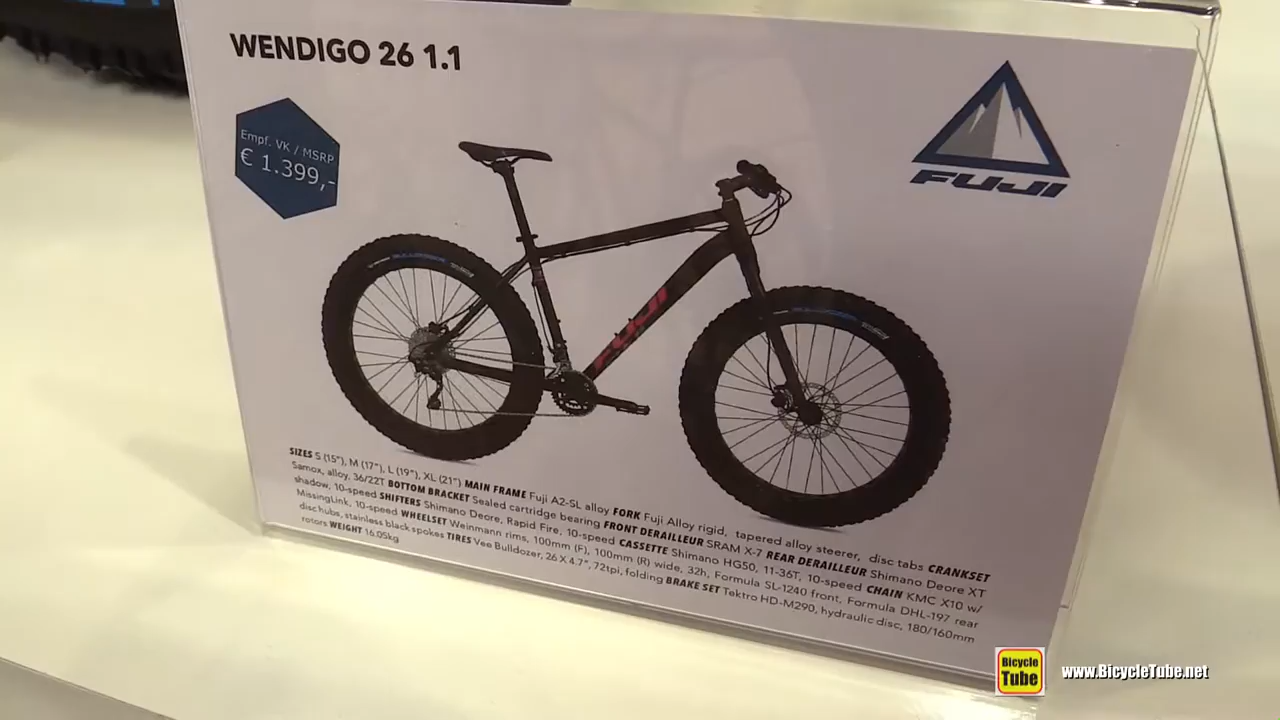 WENDIGO 26 1.1
Empf. VK / MSRP
€ 1.399,-
FUJI
FUJI
SIZES S (15"), M (17"), L (19"), XL (21") MAIN FRAME Fuji A2-SL alloy FORK Fuji Alloy rigid, tapered alloy steerer, disc tabs CRANKSET
Samox, alloy, 36/22T BOTTOM BRACKET Sealed cartridge bearing FRONT DERAILLEUR SRAM X-7 REAR DERAILLEUR Shimano Deore XT
shadow, 10-speed SHIFTERS Shimano Deore, Rapid Fire, 10-speed CASSETTE Shimano HG50, 11-36T, 10-speed CHAIN KMC X10 w/
MissingLink, 10-speed WHEELSET Weinmann rims, 100mm (F), 100mm (R) wide, 32h, Formula SL-1240 front, Formula DHL-197 rear
disc hubs, stainless black spokes TIRES Vee Bulldozer, 26 X 4.7", 72tpi, folding BRAKE SET Tektro HD-M290, hydraulic disc, 180/160mm
rotors WEIGHT 16.05kg
Bicycle
Tube
www.BicycleTube.net